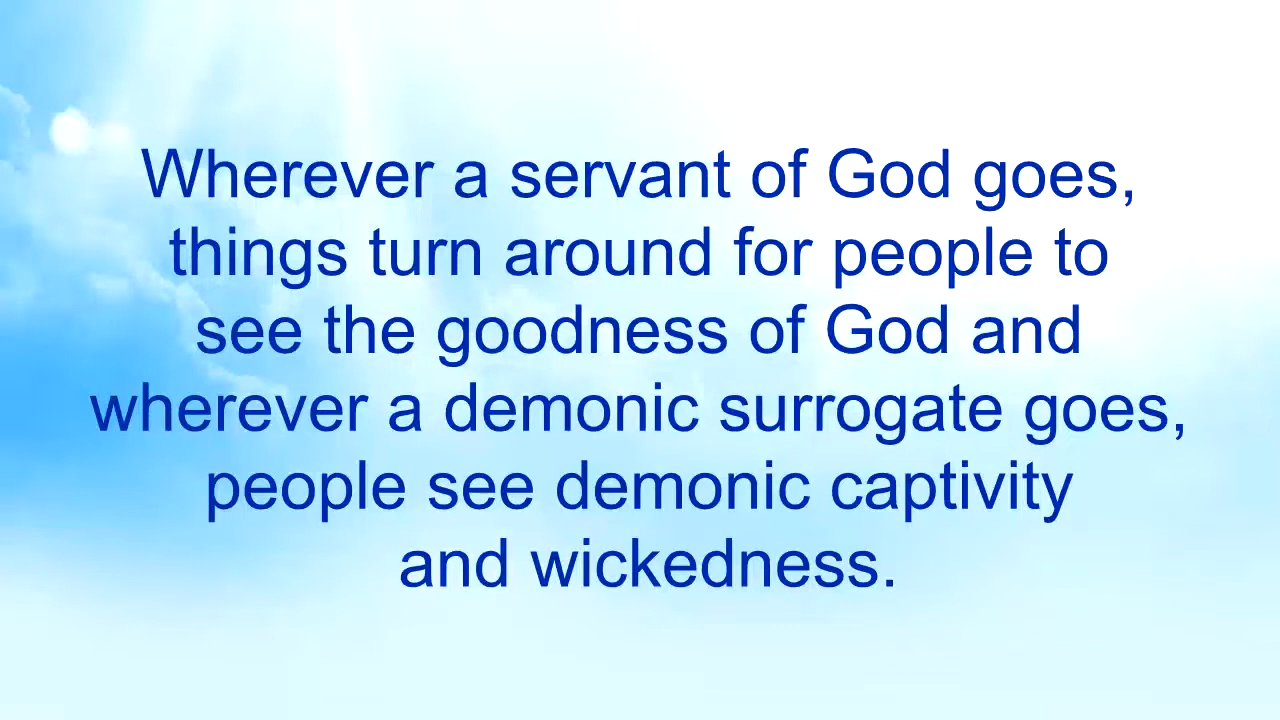 Wherever a servant of God goes,
things turn around for people to
see the goodness of God and
wherever a demonic surrogate goes,
people see demonic captivity
and wickedness.